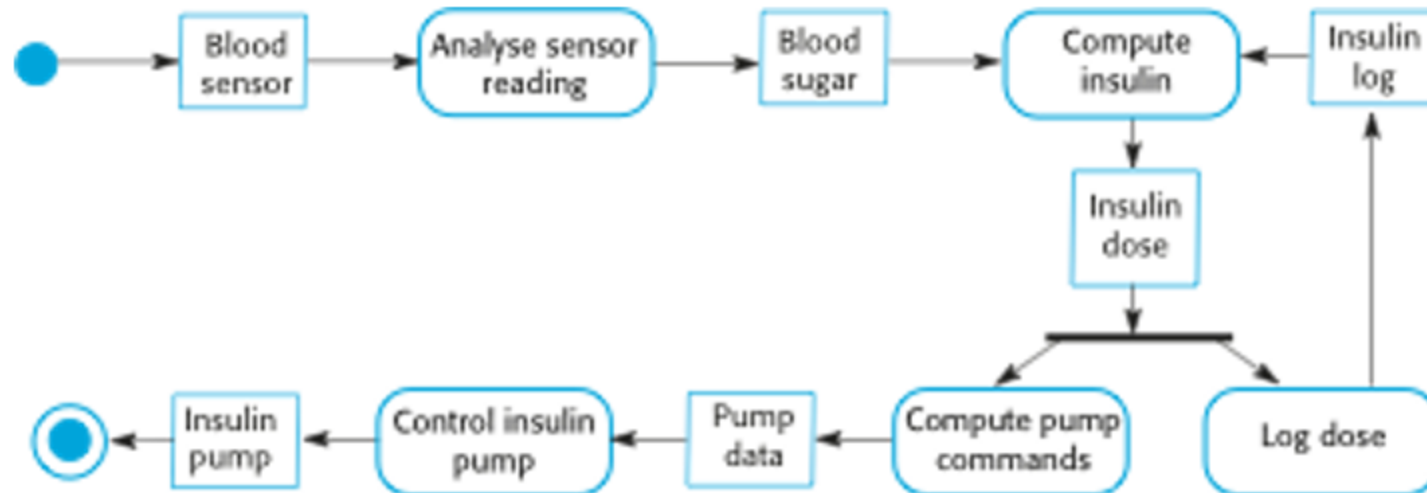 Blood
sensor
Analyse sensor
reading
Blood
sugar
Compute
insulin
Insulin
log
Insulin
dose
Insulin
pump
Control insulin
pump
Pump
data
Compute pump
commands
Log dose